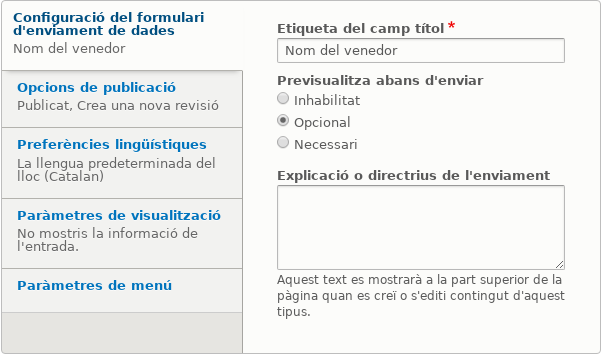 Configuració del formulari
d'enviament de dades
Nom del venedor
Opcions de publicació
Publicat, Crea una nova revisió
Preferències lingüístiques
La llengua predeterminada del
lloc (Catalan)
Paràmetres de visualització
No mostris la informació de
l'entrada.
Paràmetres de menú
Etiqueta del camp títol *
Nom del venedor
Previsualitza abans d'enviar
Inhabilitat
Opcional
Necessari
Explicació o directrius de l'enviament
Aquest text es mostrarà a la part superior de la
pàgina quan es creï o s'editi contingut d'aquest
tipus.